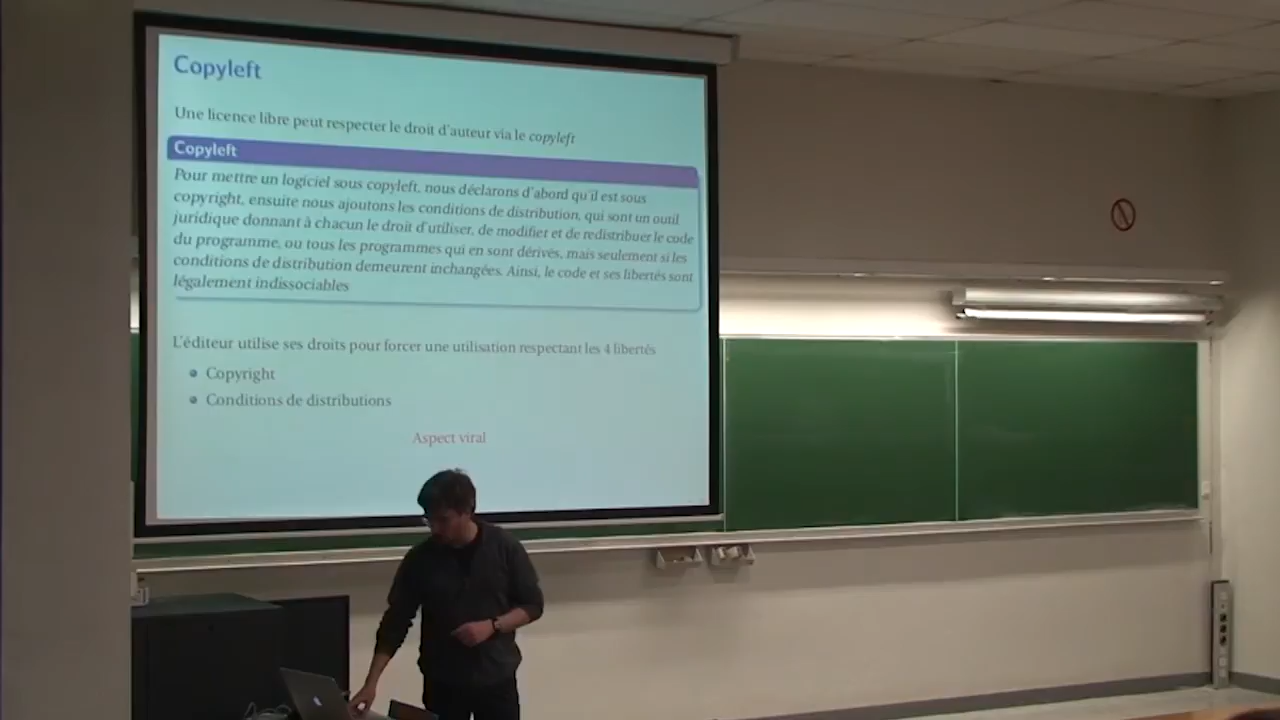 Copyleft
Une licence libre peut respecter le droit d'auteur via le copyleft
Copyleft
Pour mettre un logiciel sous copyleft, nous déclarons d'abord qu'il est sous
copyright, ensuite nous ajoutons les conditions de distribution, qui sont un outil
juridique donnant à chacun le droit d'utiliser, de modifier et de redistribuer le code
du programme, ou tous les programmes qui en sont dérivés, mais seulement si les
conditions de distribution demeurent inchangées. Ainsi, le code et ses libertés sont
légalement indissociables
L'éditeur utilise ses droits pour forcer une utilisation respectant les 4 libertés
Copyright
Conditions de distributions
Aspect viral